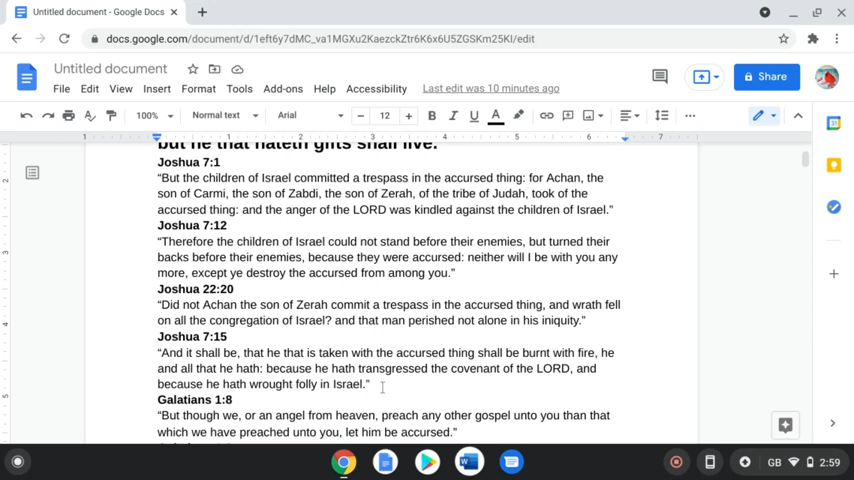 Untitled document - Google Docs
docs.google.com/document/d/1eft6y7dMC_va1MGXu2KaezckZtr6K6x6U5ZGSKm25KI/edit
Untitled document
File Edit View Insert Format Tools Add-ons Help Accessibility Last edit was 10 minutes ago
Share
100% Normal text Arial 12 B I U A
1 1 2 3 4 5 6 7
but he that hateth gifts shall live.
Joshua 7:1
“But the children of Israel committed a trespass in the accursed thing: for Achan, the
son of Carmi, the son of Zabdi, the son of Zerah, of the tribe of Judah, took of the
accursed thing: and the anger of the LORD was kindled against the children of Israel.”
Joshua 7:12
“Therefore the children of Israel could not stand before their enemies, but turned their
backs before their enemies, because they were accursed: neither will I be with you any
more, except ye destroy the accursed from among you.”
Joshua 22:20
“Did not Achan the son of Zerah commit a trespass in the accursed thing, and wrath fell
on all the congregation of Israel? and that man perished not alone in his iniquity.”
Joshua 7:15
“And it shall be, that he that is taken with the accursed thing shall be burnt with fire, he
and all that he hath: because he hath transgressed the covenant of the LORD, and
because he hath wrought folly in Israel.”
Galatians 1:8
“But though we, or an angel from heaven, preach any other gospel unto you than that
which we have preached unto you, let him be accursed.”
GB 2:59